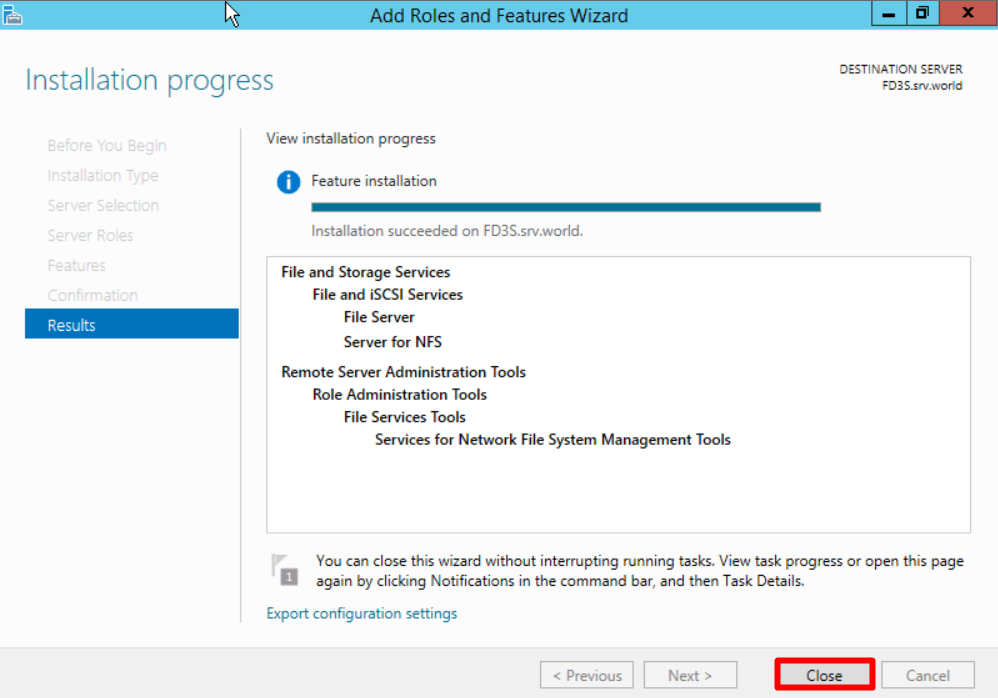 Add Roles and Features Wizard
Installation progress
DESTINATION SERVER
FD3S.srv.world
Before You Begin
Installation Type
Server Selection
Server Roles
Features
Confirmation
Results
View installation progress
Feature installation
Installation succeeded on FD3S.srv.world.
File and Storage Services
File and iSCSI Services
File Server
Server for NFS
Remote Server Administration Tools
Role Administration Tools
File Services Tools
Services for Network File System Management Tools
1
You can close this wizard without interrupting running tasks. View task progress or open this page
again by clicking Notifications in the command bar, and then Task Details.
Export configuration settings
< Previous
Next >
Close
Cancel